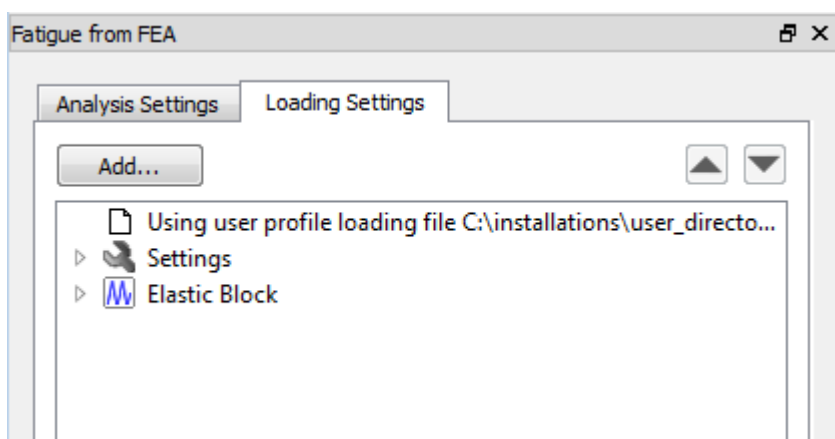 Fatigue from FEA
Analysis Settings
Loading Settings
Add...
Using user profile loading file C:\installations\user_directo...
Settings
Elastic Block